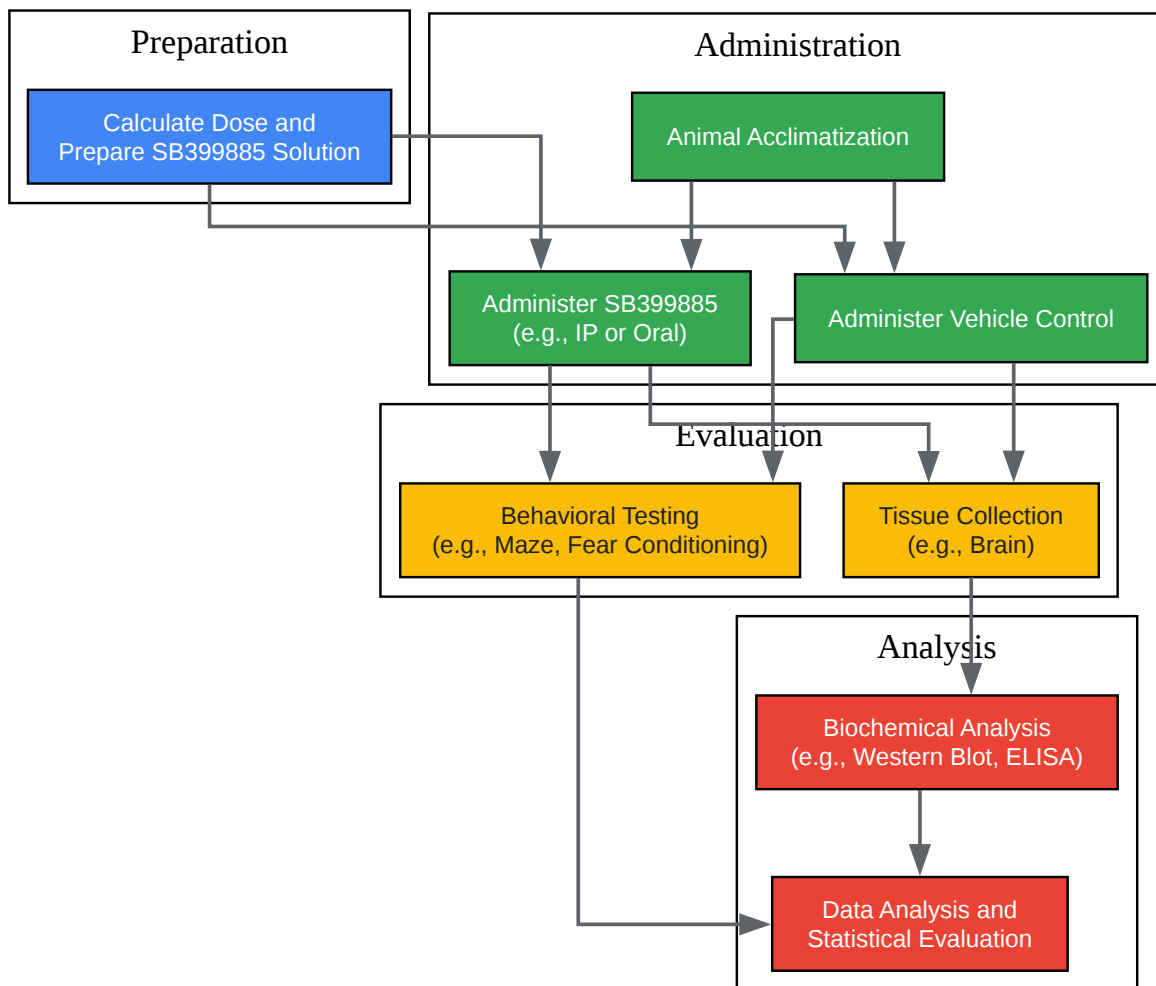 Preparation
Calculate Dose and
Prepare SB399885 Solution
Administration
Animal Acclimatization
Administer SB399885
(e.g., IP or Oral)
Administer Vehicle Control
Evaluation
Behavioral Testing
(e.g., Maze, Fear Conditioning)
Tissue Collection
(e.g., Brain)
Analysis
Biochemical Analysis
(e.g., Western Blot, ELISA)
Data Analysis and
Statistical Evaluation